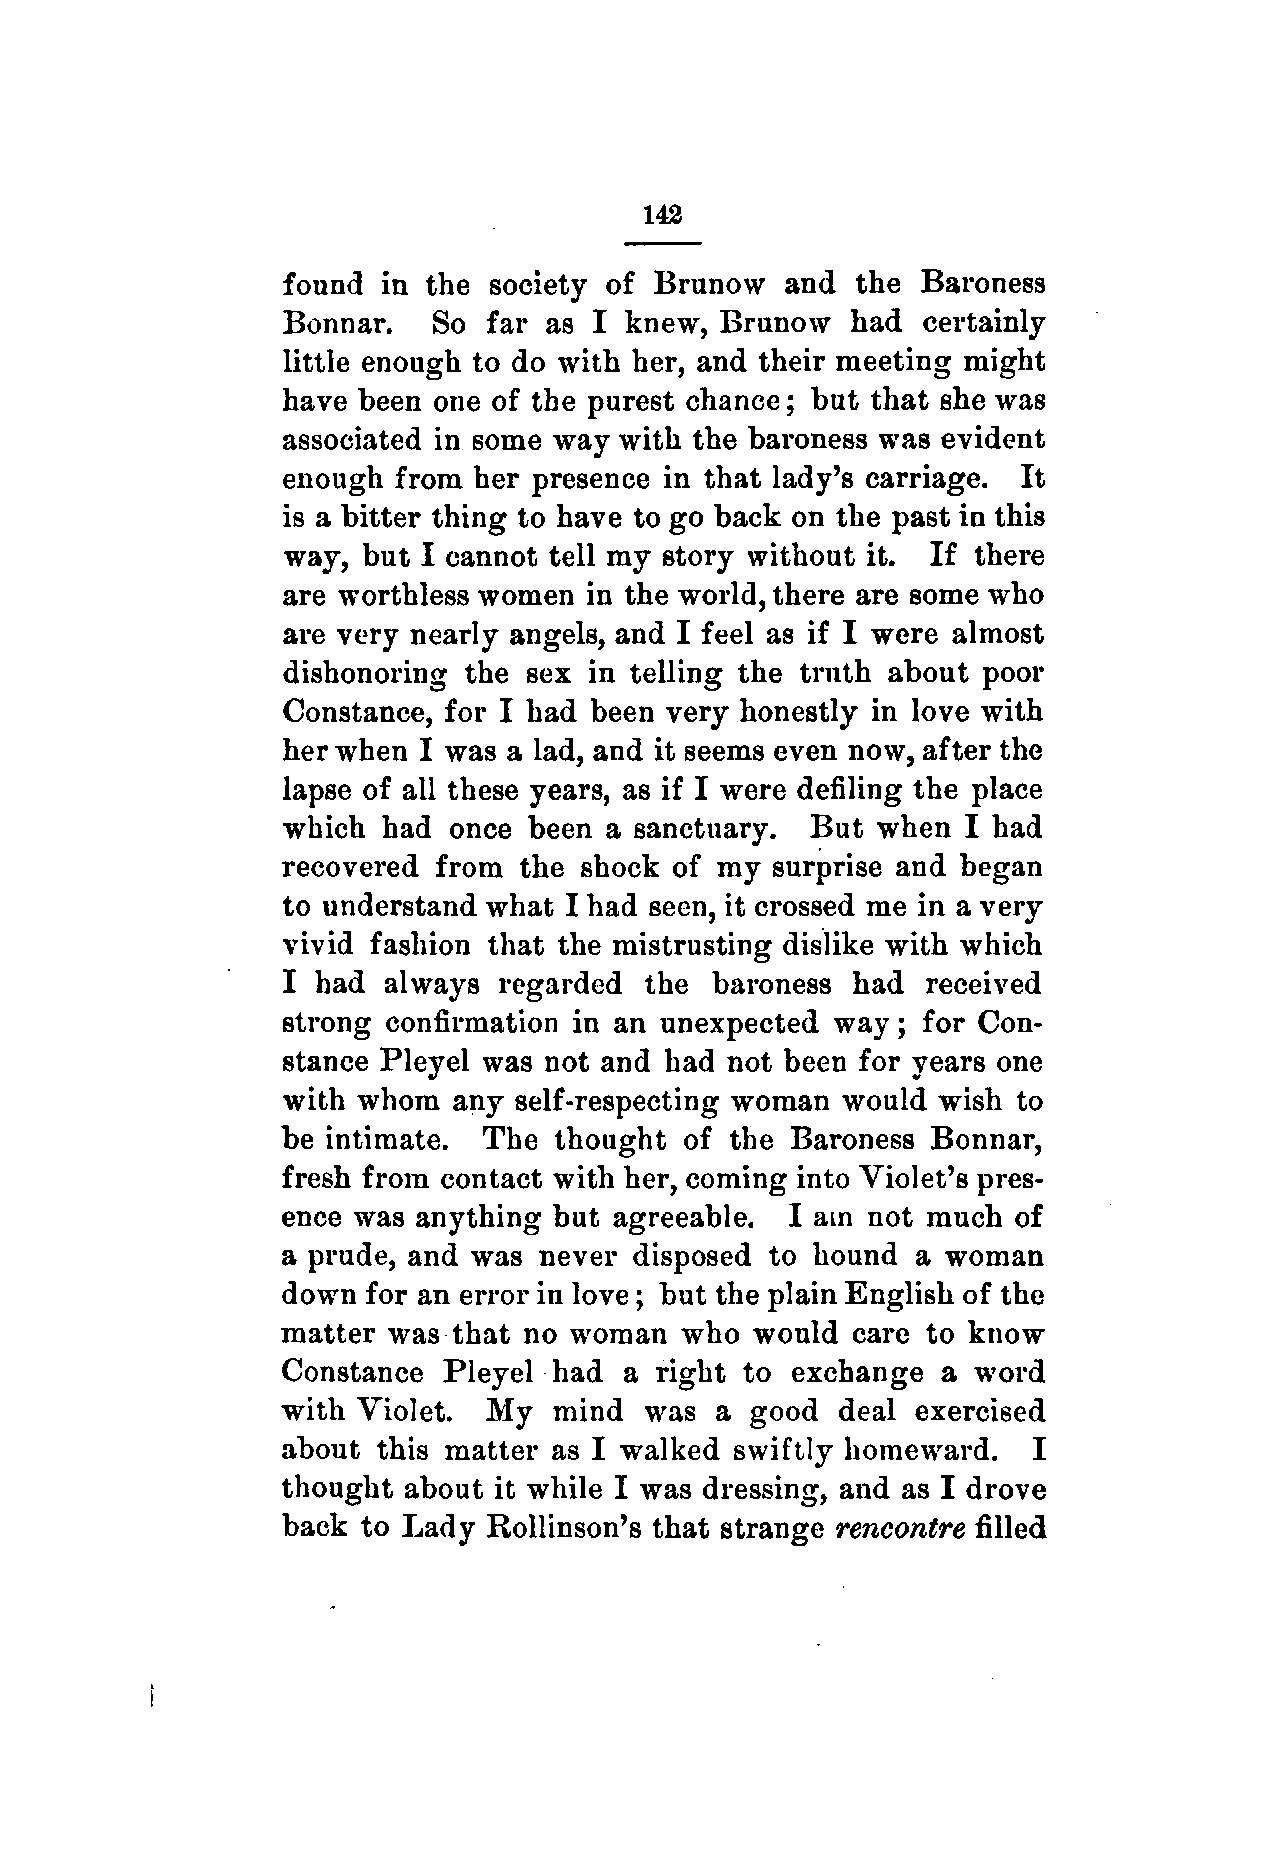 142
found in the society of Brunow and the Baroness
Bonnar. So far as I knew, Brunow had certainly
little enough to do with her, and their meeting might
have been one of the purest chance; but that she was
associated in some way with the baroness was evident
enough from her presence in that lady's carriage. It
is a bitter thing to have to go back on the past in this
way, but I cannot tell my story without it. If there
are worthless women in the world, there are some who
are very nearly angels, and I feel as if I were almost
dishonoring the sex in telling the truth about poor
Constance, for I had been very honestly in love with
her when I was a lad, and it seems even now, after the
lapse of all these years, as if I were defiling the place
which had once been a sanctuary. But when I had
recovered from the shock of my surprise and began
to understand what I had seen, it crossed me in a very
vivid fashion that the mistrusting dislike with which
I had always regarded the baroness had received
strong confirmation in an unexpected way; for Con-
stance Pleyel was not and had not been for years one
with whom any self-respecting woman would wish to
be intimate. The thought of the Baroness Bonnar,
fresh from contact with her, coming into Violet's pres-
ence was anything but agreeable. I am not much of
a prude, and was never disposed to hound a woman
down for an error in love; but the plain English of the
matter was that no woman who would care to know
Constance Pleyel had a right to exchange a word
with Violet. My mind was a good deal exercised
about this matter as I walked swiftly homeward. I
thought about it while I was dressing, and as I drove
back to Lady Rollinson's that strange rencontre filled